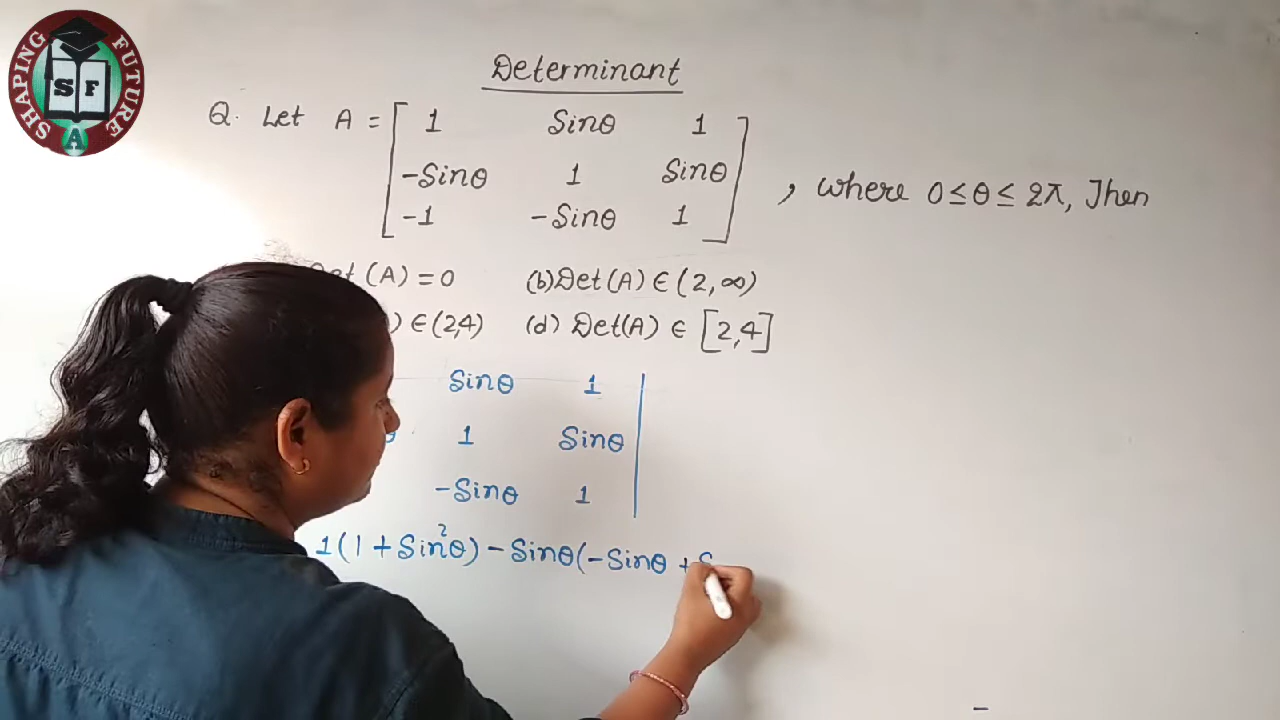 SHAPING FUTURE
S F
A
Determinant
Q. Let A = [ 1 Sinθ 1
-Sinθ 1 Sinθ
-1 -Sinθ 1 ] , where 0 ≤ θ ≤ 2π, Then
(A) = 0 (b) Det(A) ∈ (2, ∞)
) ∈ (2,4) (d) Det(A) ∈ [2,4]
Sinθ 1 |
1 Sinθ
-Sinθ 1
1(1 + Sin²θ) - Sinθ(-Sinθ + S